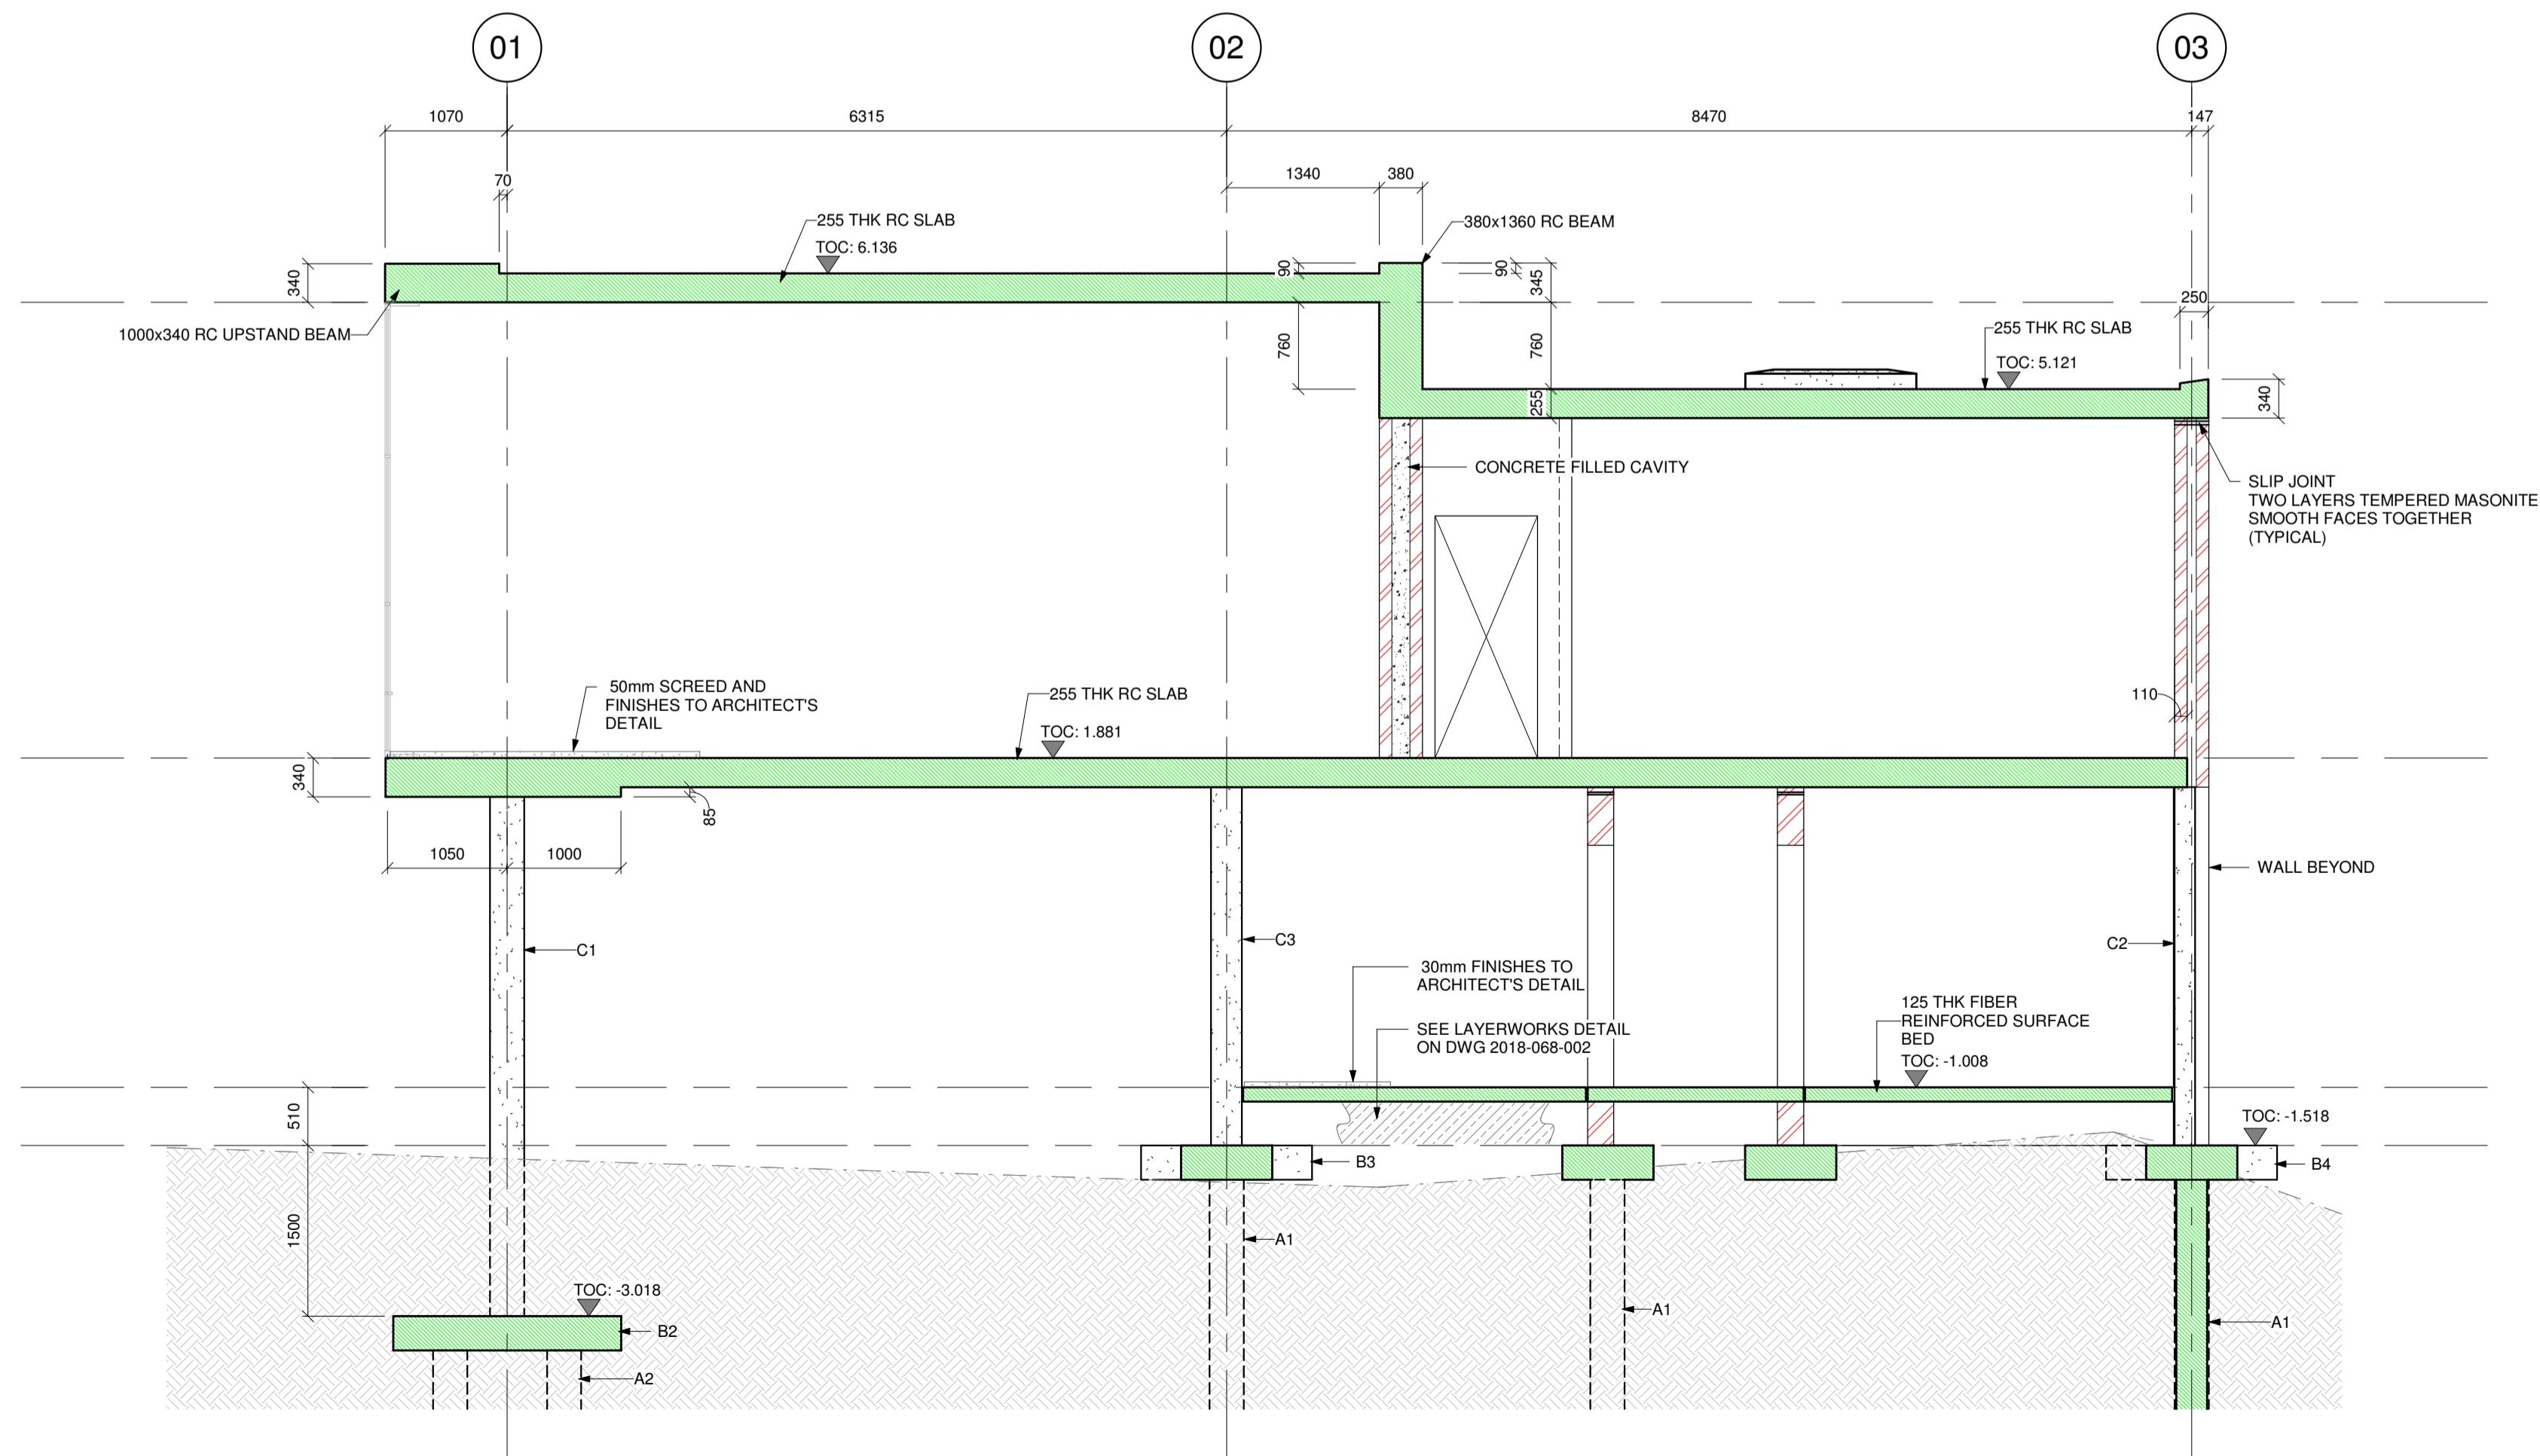 01
02
03
1070
6315
8470
147
70
1340
380
255 THK RC SLAB
TOC: 6.136
380x1360 RC BEAM
340
90
90
345
250
1000x340 RC UPSTAND BEAM
760
760
255 THK RC SLAB
TOC: 5.121
255
340
CONCRETE FILLED CAVITY
SLIP JOINT
TWO LAYERS TEMPERED MASONITE
SMOOTH FACES TOGETHER
(TYPICAL)
50mm SCREED AND
FINISHES TO ARCHITECT'S
DETAIL
255 THK RC SLAB
TOC: 1.881
110
340
85
1050
1000
WALL BEYOND
C1
C3
C2
30mm FINISHES TO
ARCHITECT'S DETAIL
SEE LAYERWORKS DETAIL
ON DWG 2018-068-002
125 THK FIBER
REINFORCED SURFACE
BED
TOC: -1.008
510
TOC: -1.518
B3
B4
1500
A1
TOC: -3.018
A1
A1
B2
A2